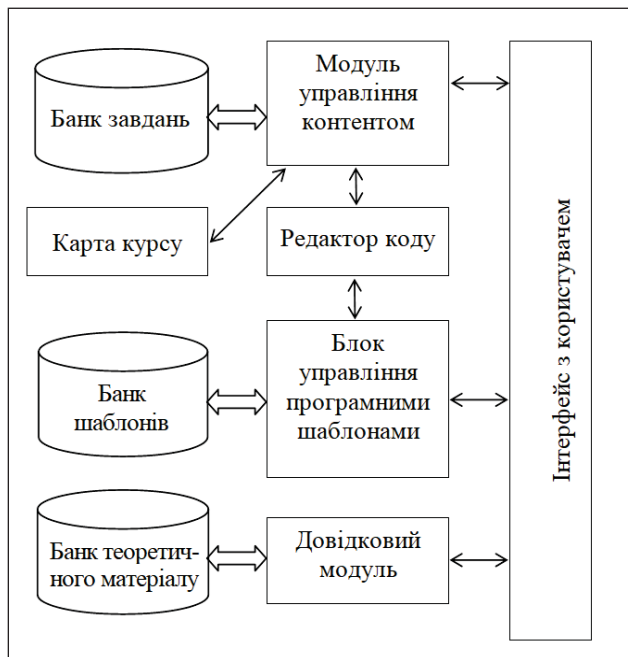 Банк завдань
Модуль
управління
контентом
Карта курсу
Редактор коду
Банк
шаблонів
Блок
управління
програмними
шаблонами
Банк теоретич-
ного матеріалу
Довідковий
модуль
Інтерфейс з користувачем